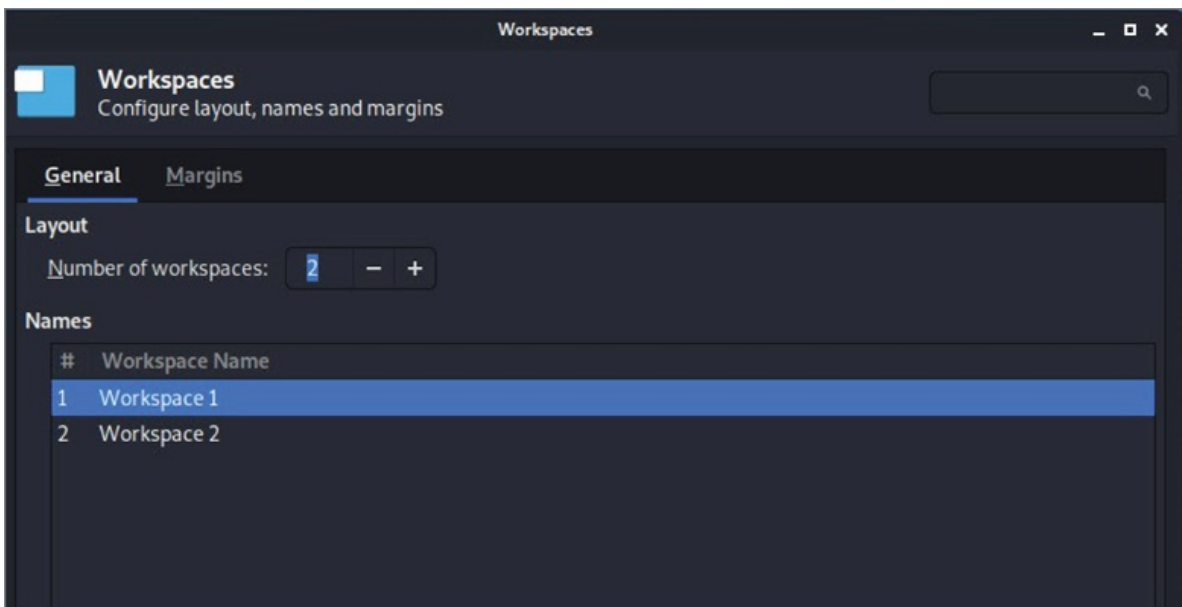 Workspaces
Workspaces
Configure layout, names and margins
General Margins
Layout
Number of workspaces: 2 − +
Names
# Workspace Name
1 Workspace 1
2 Workspace 2